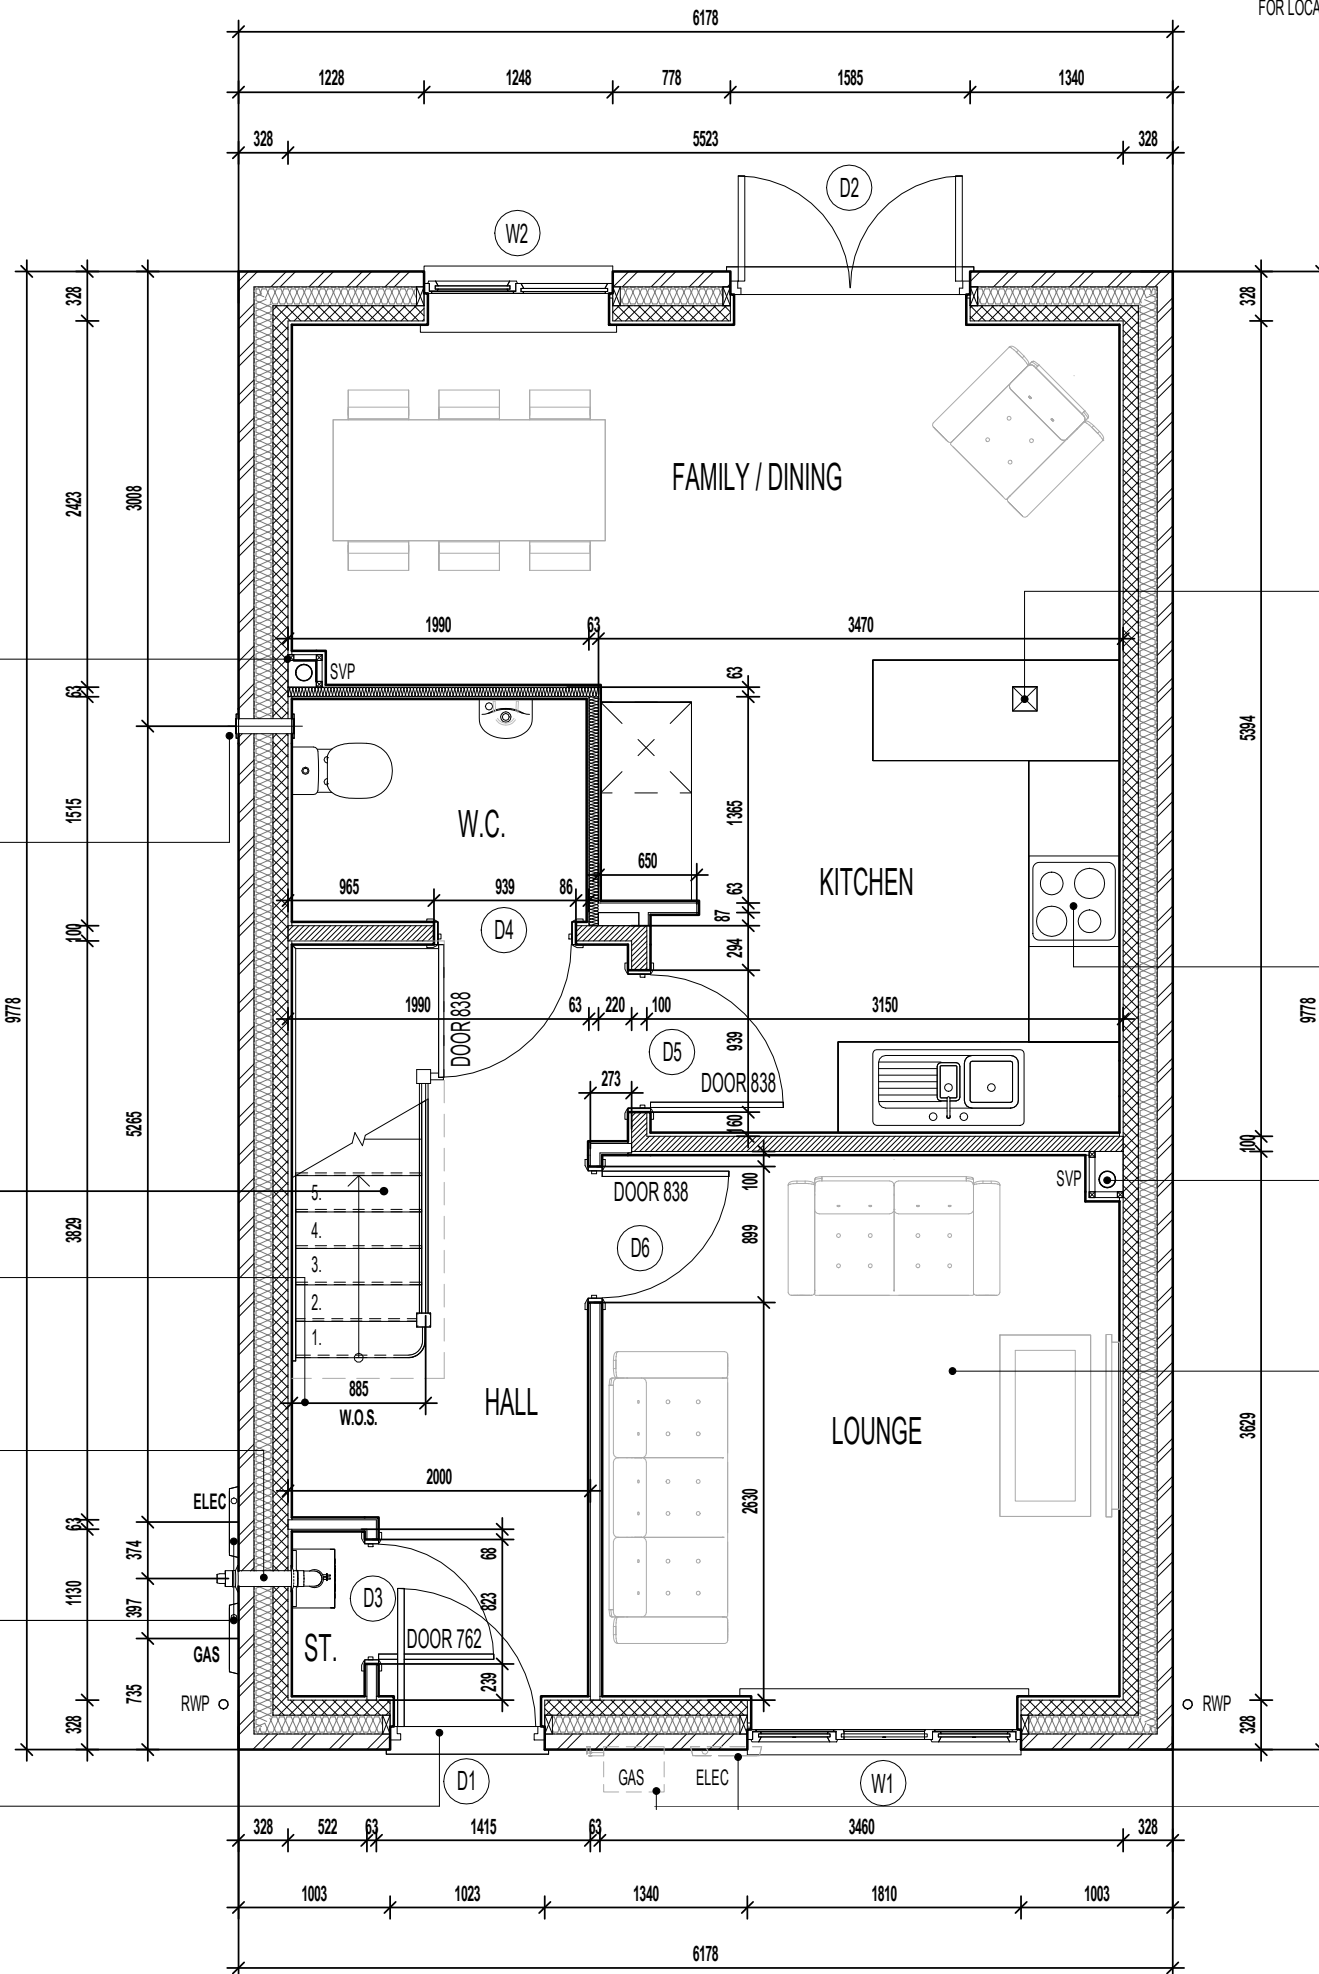 FOR LOCA
6178
1228 1248 778 1585 1340
328 5523 328
D2
W2
328 328
2423 3008
FAMILY / DINING
1990 63 3470
SVP
63 63
5394
1515 1365
W.C.
650
KITCHEN
965 939 86
63
87
D4
100 294
1990 63 220 100 3150
9778 9778
DOOR 838
939
D5
273 DOOR 838
5265 160
100
100
SVP
DOOR 838
5.
4.
3829 899
D6
3.
2.
1.
885
W.O.S.
HALL
LOUNGE
3629
2000
2630
ELEC
63
374 68
1130 397 823
D3
DOOR 762
ST.
GAS
735 239
RWP RWP
328 328
GAS ELEC
D1 W1
328 522 63 1415 63 3460 328
1003 1023 1340 1810 1003
6178